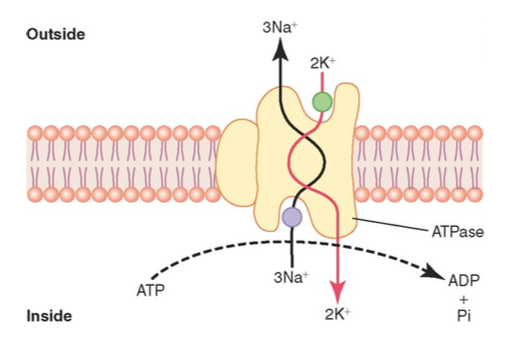 3Na⁺
Outside
2K⁺
ATPase
3Na⁺
ADP
ATP
+
Inside
2K⁺
Pi